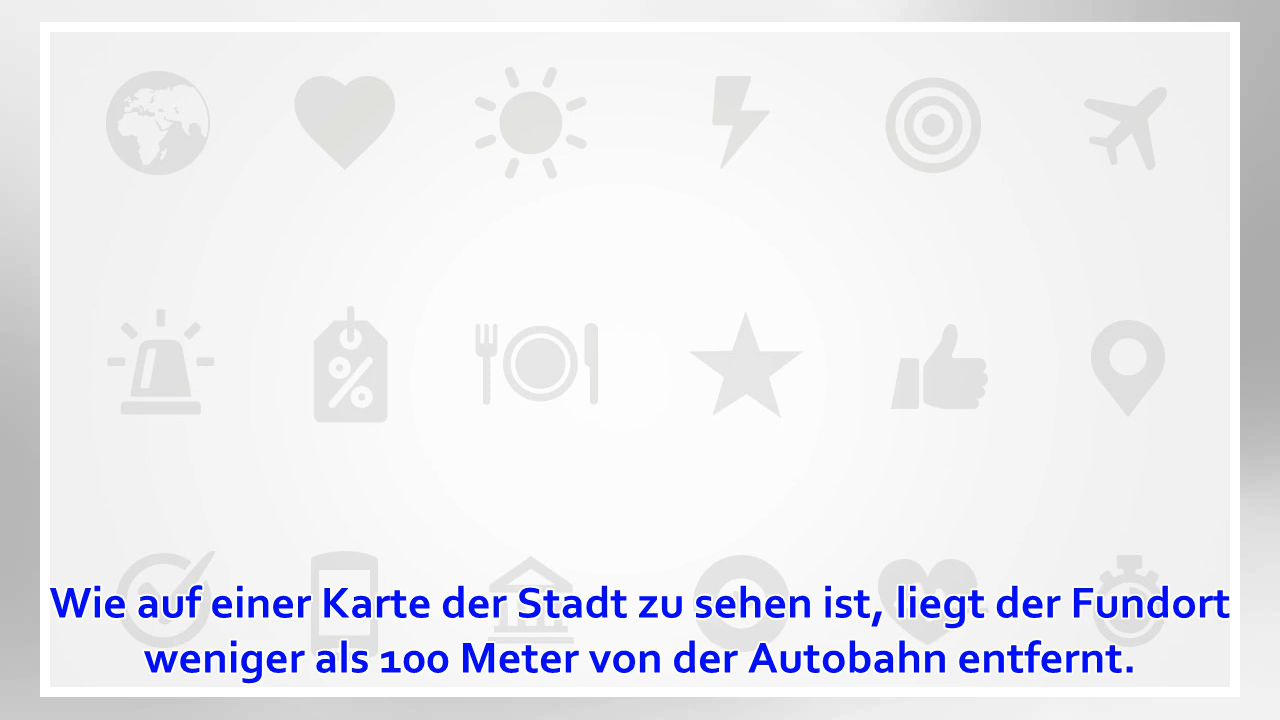 Wie auf einer Karte der Stadt zu sehen ist, liegt der Fundort
weniger als 100 Meter von der Autobahn entfernt.